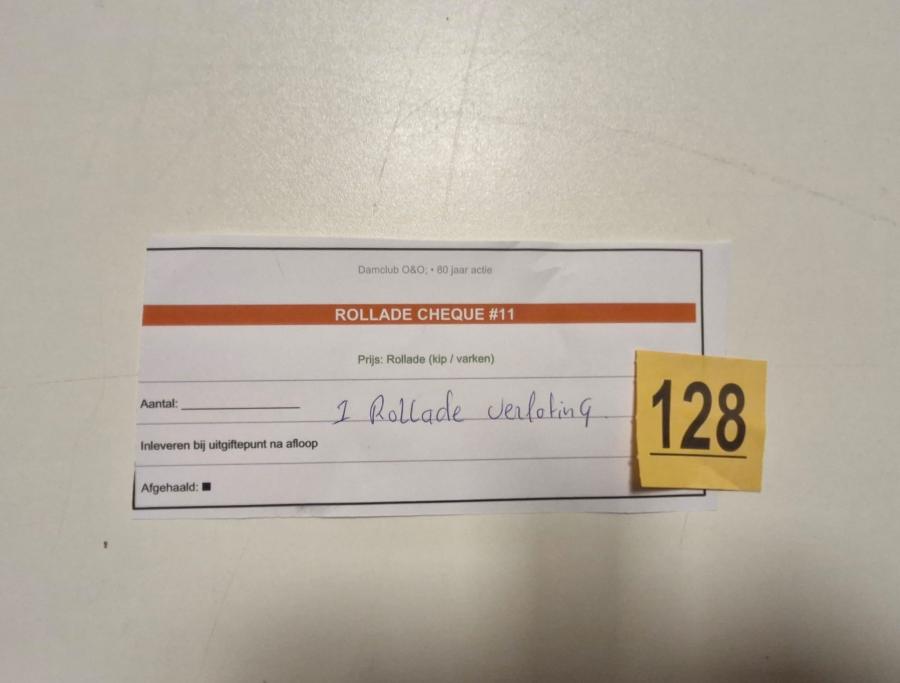 Damclub O&O; • 80 jaar actie
ROLLADE CHEQUE #11
Prijs: Rollade (kip / varken)
Aantal: ____________ 1 Rollade verloting.
Inleveren bij uitgiftepunt na afloop
Afgehaald: ■
128